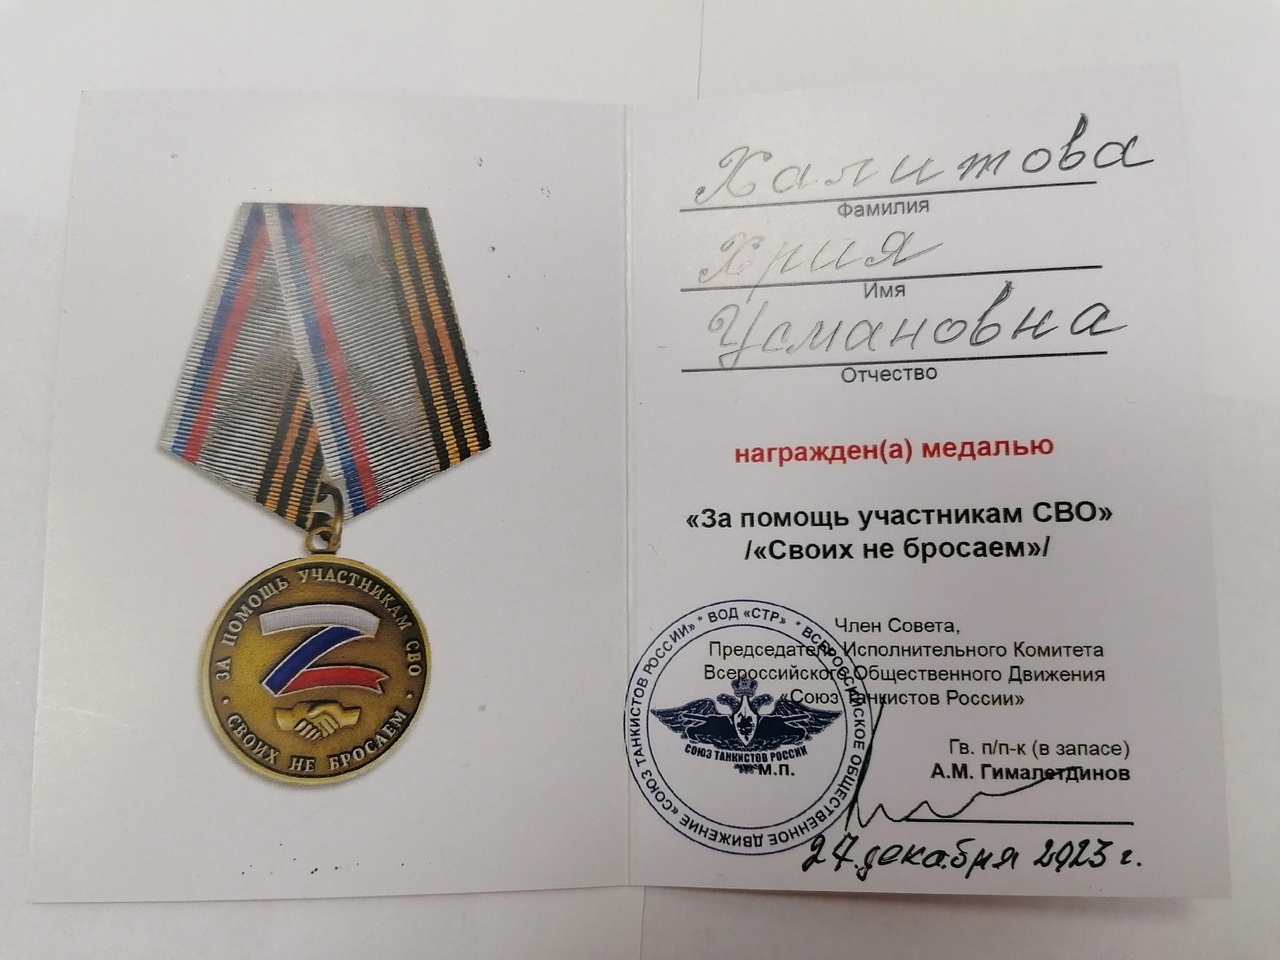 ЗА ПОМОЩЬ УЧАСТНИКАМ СВО
• СВОИХ НЕ БРОСАЕМ •
Халитова
Фамилия
Хрия
Имя
Усмановна
Отчество
награжден(а) медалью
«За помощь участникам СВО»
/«Своих не бросаем»/
Член Совета,
Председатель Исполнительного Комитета
Всероссийского Общественного Движения
«Союз Танкистов России»
Гв. п/п-к (в запасе)
А.М. Гималетдинов
М.П.
* ВОД «СТР» * ВСЕРОССИЙСКОЕ ОБЩЕСТВЕННОЕ ДВИЖЕНИЕ «СОЮЗ ТАНКИСТОВ РОССИИ»
СОЮЗ ТАНКИСТОВ РОССИИ
27 декабря 2023 г.